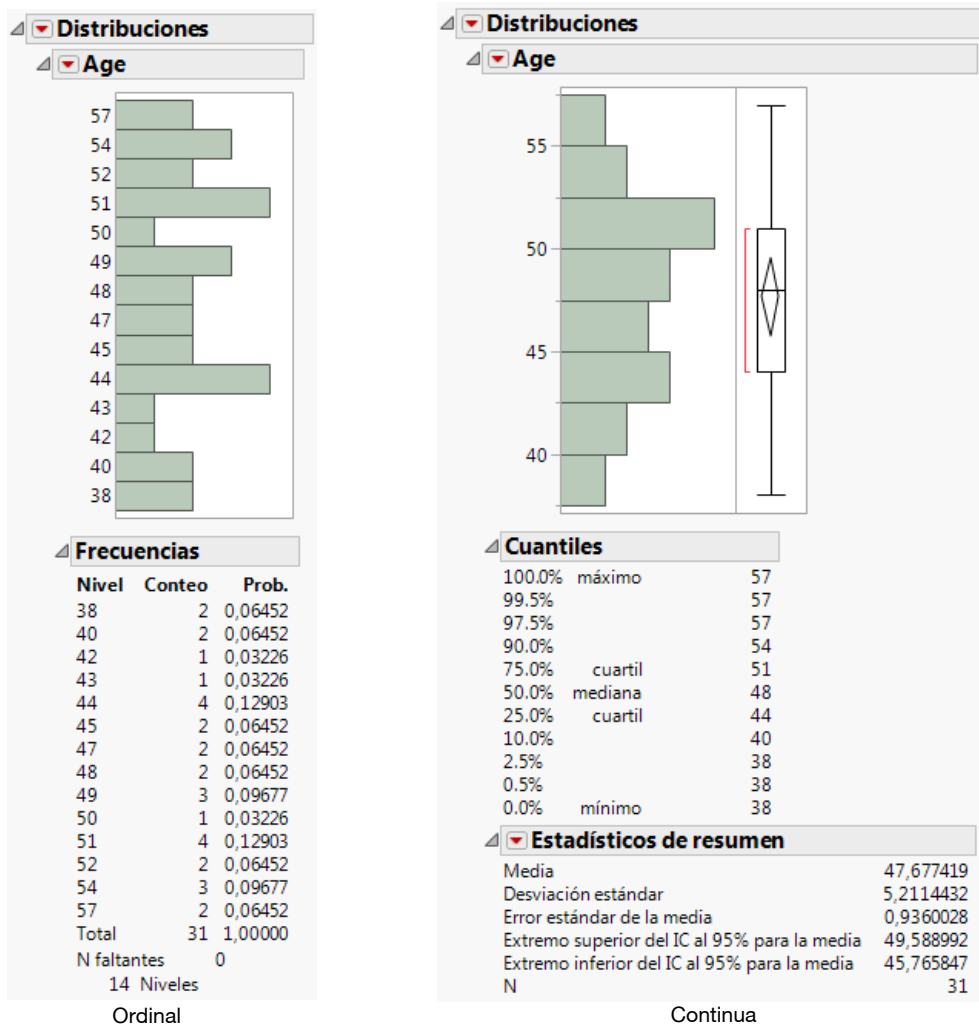 Distribuciones
Age
57
54
52
51
50
49
48
47
45
44
43
42
40
38
Frecuencias
Nivel Conteo Prob.
38 2 0,06452
40 2 0,06452
42 1 0,03226
43 1 0,03226
44 4 0,12903
45 2 0,06452
47 2 0,06452
48 2 0,06452
49 3 0,09677
50 1 0,03226
51 4 0,12903
52 2 0,06452
54 3 0,09677
57 2 0,06452
Total 31 1,00000
N faltantes 0
14 Niveles
Ordinal
Distribuciones
Age
55
50
45
40
Cuantiles
100.0% máximo 57
99.5% 57
97.5% 57
90.0% 54
75.0% cuartil 51
50.0% mediana 48
25.0% cuartil 44
10.0% 40
2.5% 38
0.5% 38
0.0% mínimo 38
Estadísticos de resumen
Media 47,677419
Desviación estándar 5,2114432
Error estándar de la media 0,9360028
Extremo superior del IC al 95% para la media 49,588992
Extremo inferior del IC al 95% para la media 45,765847
N 31
Continua